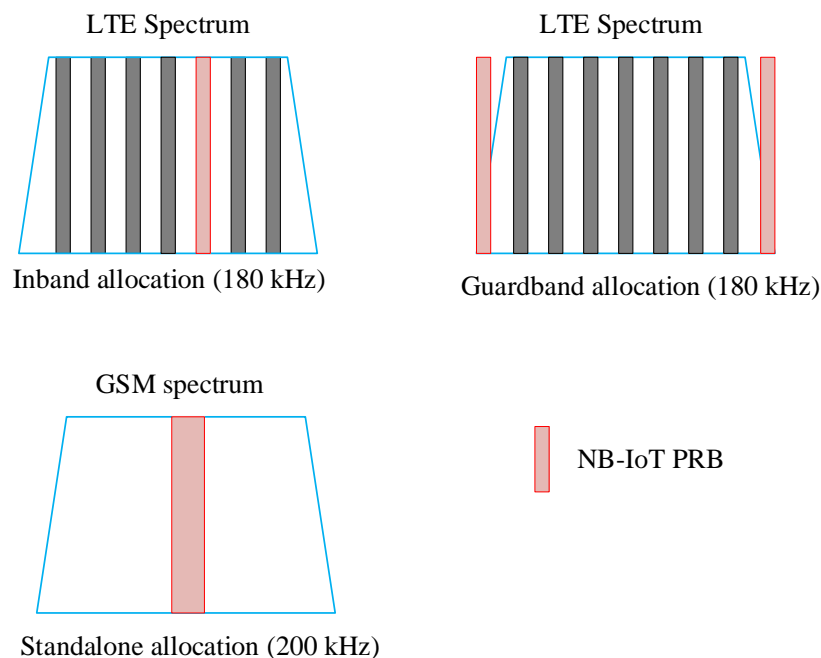 LTE Spectrum
LTE Spectrum
Inband allocation (180 kHz)
Guardband allocation (180 kHz)
GSM spectrum
NB-IoT PRB
Standalone allocation (200 kHz)